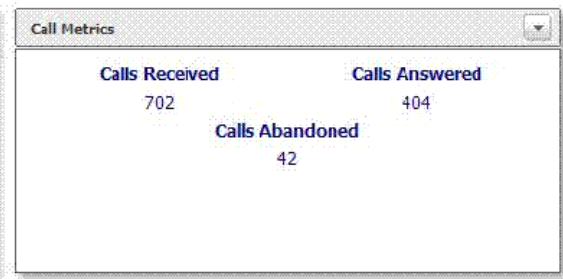 Call Metrics
Calls Received Calls Answered
702 404
Calls Abandoned
42